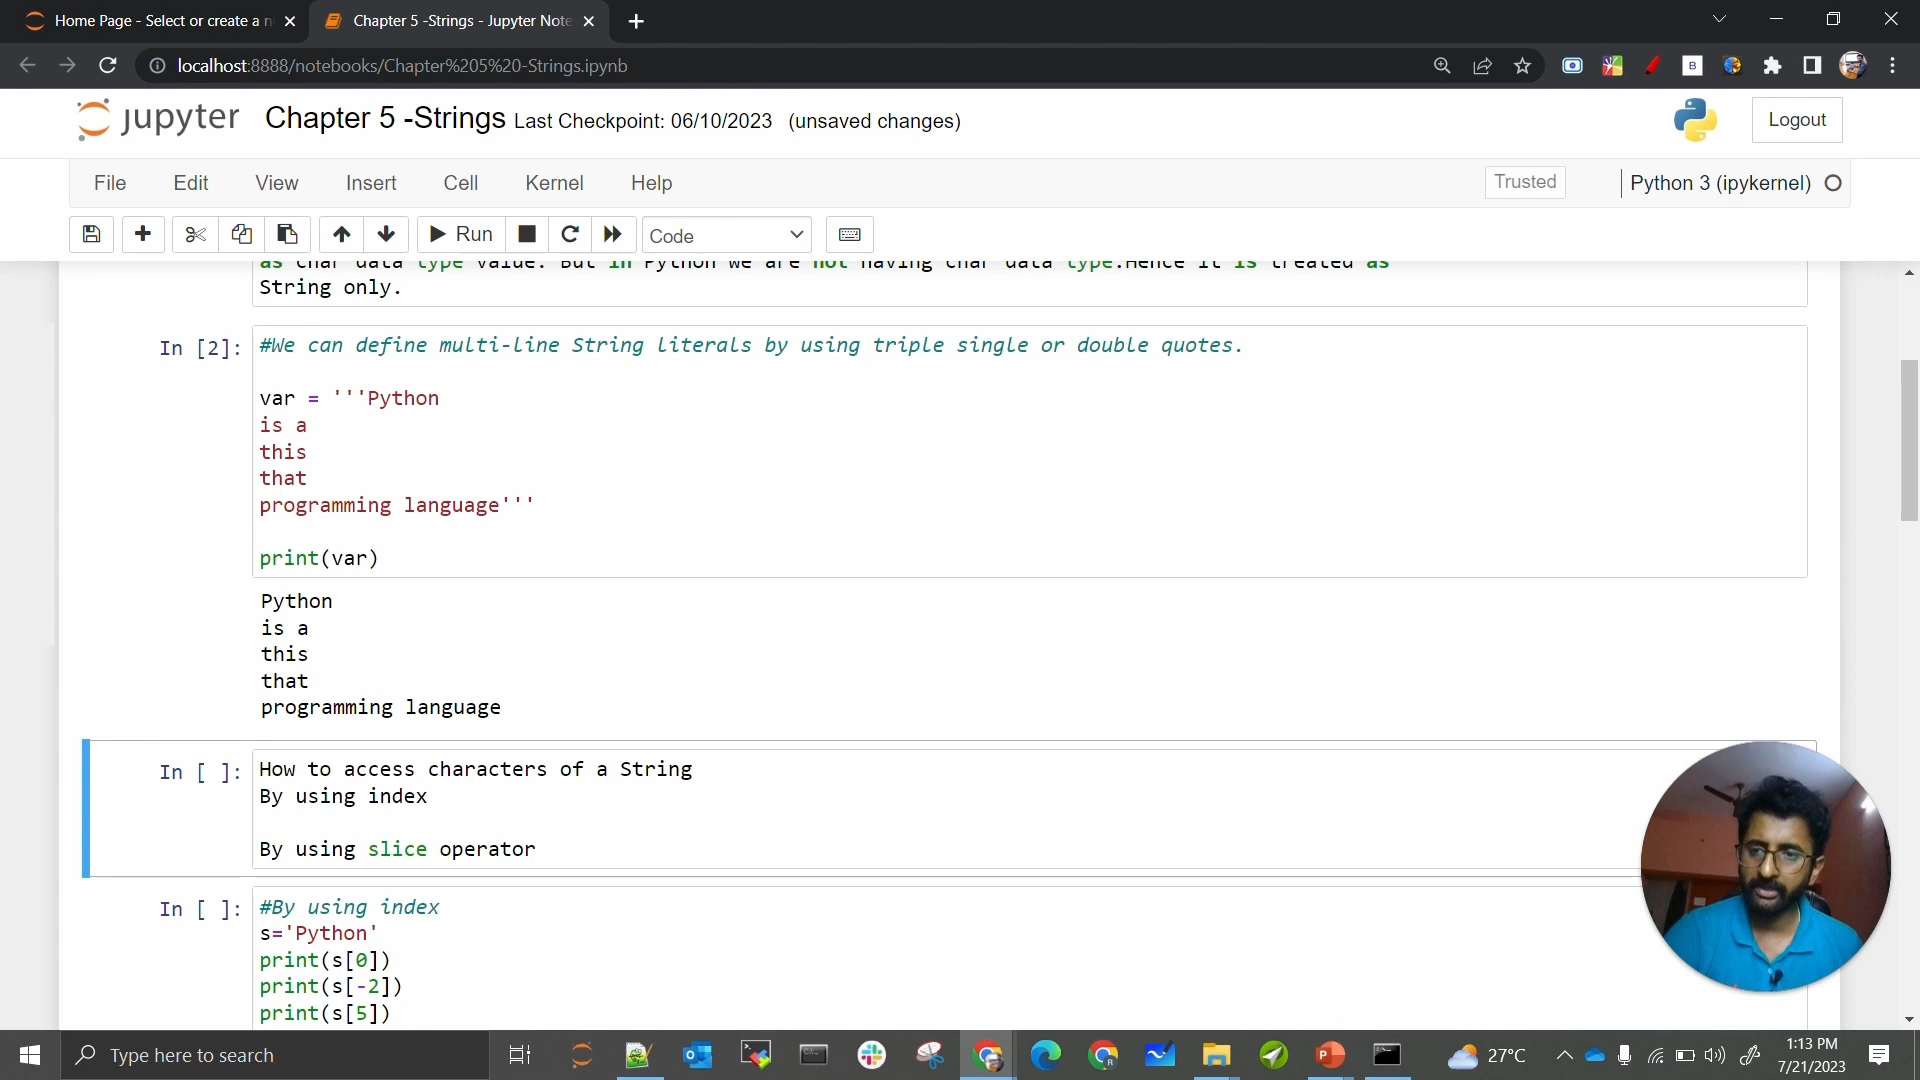 Home Page - Select or create a n
Chapter 5 -Strings - Jupyter Note
localhost:8888/notebooks/Chapter%205%20-Strings.ipynb
jupyter Chapter 5 -Strings Last Checkpoint: 06/10/2023 (unsaved changes)
Logout
File Edit View Insert Cell Kernel Help
Trusted
Python 3 (ipykernel)
Run
Code
as char data type value. But in Python we are not having char data type.Hence it is treated as
String only.
In [2]:
#We can define multi-line String literals by using triple single or double quotes.
var = '''Python
is a
this
that
programming language'''
print(var)
Python
is a
this
that
programming language
In [ ]:
How to access characters of a String
By using index
By using slice operator
In [ ]:
#By using index
s='Python'
print(s[0])
print(s[-2])
print(s[5])
Type here to search
27°C
1:13 PM
7/21/2023